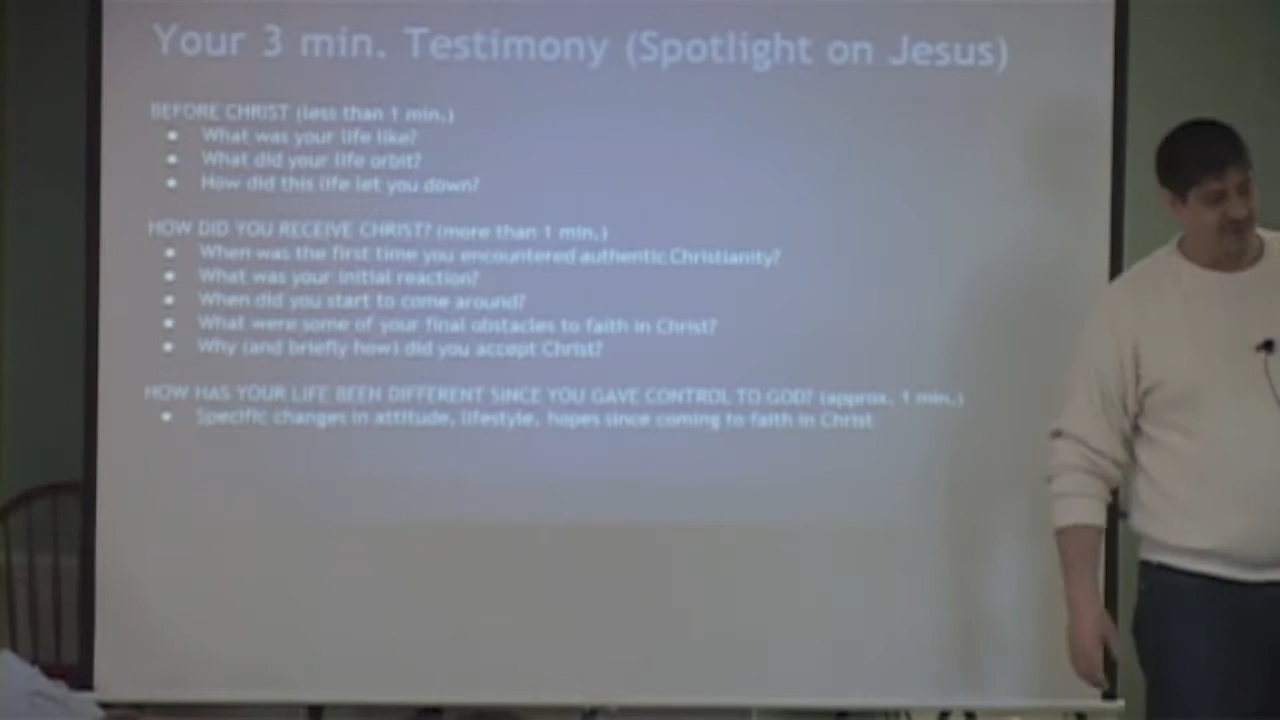 Your 3 min. Testimony (Spotlight on Jesus)
BEFORE CHRIST (less than 1 min.)
• What was your life like?
• What did your life orbit?
• How did this life let you down?
HOW DID YOU RECEIVE CHRIST? (more than 1 min.)
• When was the first time you encountered authentic Christianity?
• What was your initial reaction?
• When did you start to come around?
• What were some of your final obstacles to faith in Christ?
• Why (and briefly how) did you accept Christ?
HOW HAS YOUR LIFE BEEN DIFFERENT SINCE YOU GAVE CONTROL TO GOD? (approx. 1 min.)
• Specific changes in attitude, lifestyle, hopes since coming to faith in Christ